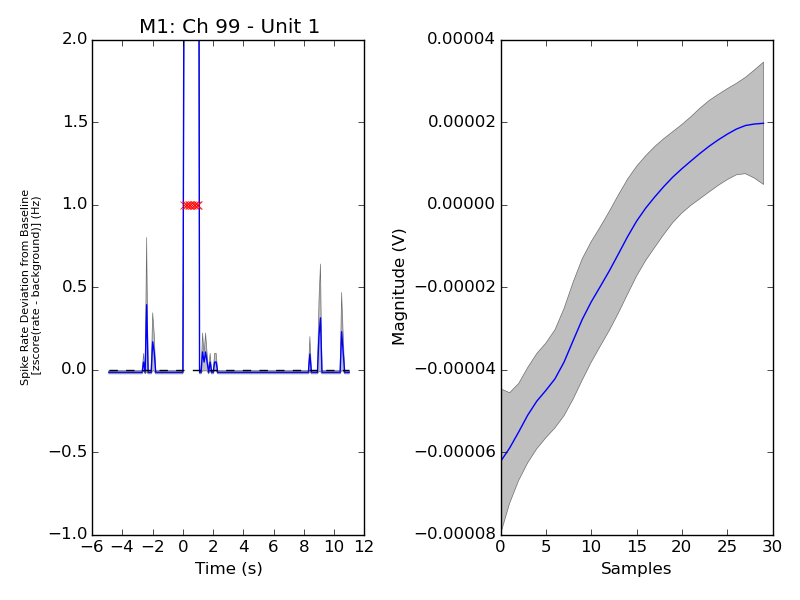 M1: Ch 99 - Unit 1
Spike Rate Deviation from Baseline
[zscore(rate - background)] (Hz)
2.0
1.5
1.0
0.5
0.0
−0.5
−1.0
−6 −4 −2 0 2 4 6 8 10 12
Time (s)
Magnitude (V)
0.00004
0.00002
0.00000
−0.00002
−0.00004
−0.00006
−0.00008
0 5 10 15 20 25 30
Samples